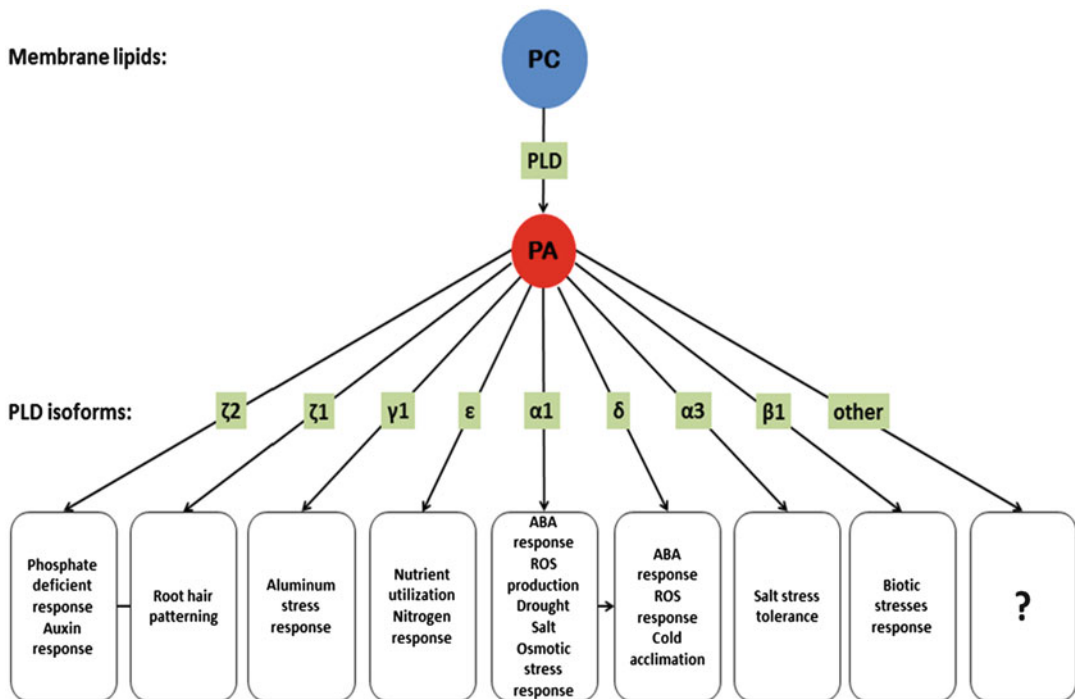 Membrane lipids:
PC
PLD
PA
PLD isoforms:
ζ2
ζ1
γ1
ε
α1
δ
α3
β1
other
Phosphate
deficient
response
Auxin
response
Root hair
patterning
Aluminum
stress
response
Nutrient
utilization
Nitrogen
response
ABA
response
ROS
production
Drought
Salt
Osmotic
stress
response
ABA
response
ROS
response
Cold
acclimation
Salt stress
tolerance
Biotic
stresses
response
?